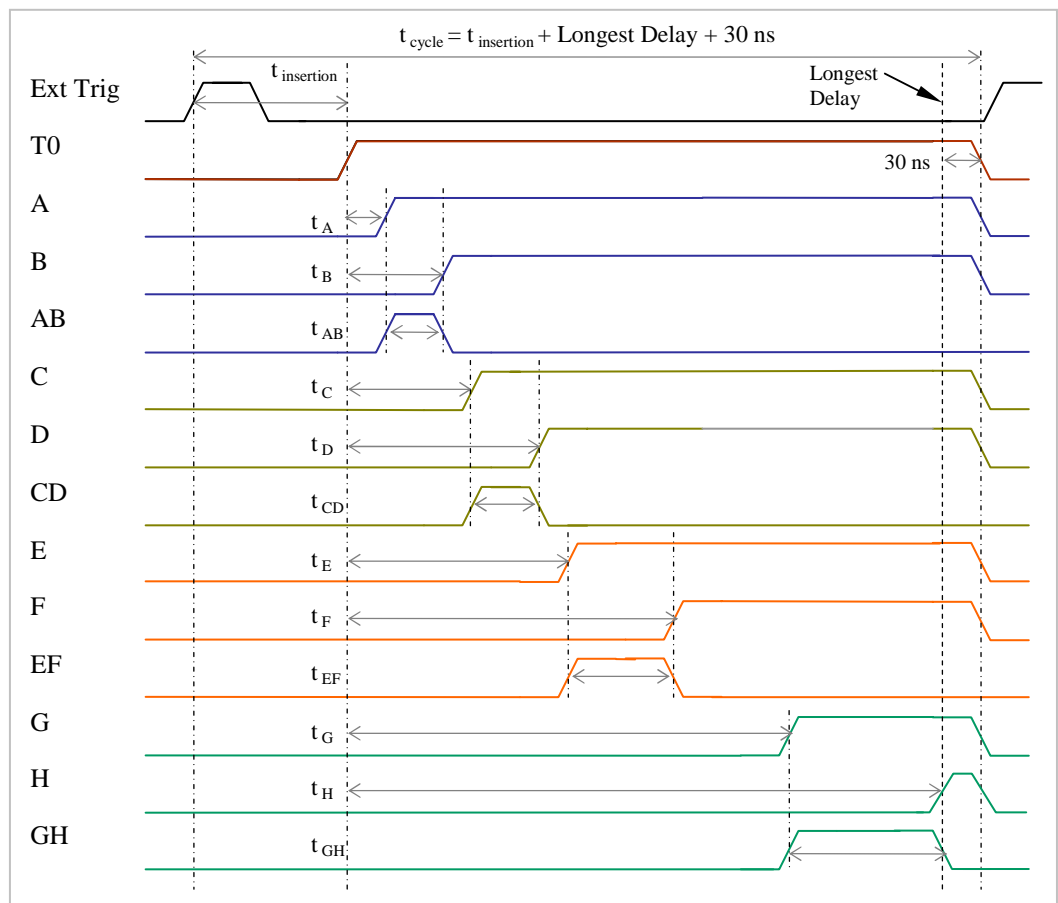 t cycle = t insertion + Longest Delay + 30 ns
t insertion
Longest
Delay
Ext Trig
T0
30 ns
A
t A
B
t B
AB
t AB
C
t C
D
t D
CD
t CD
E
t E
F
t F
EF
t EF
G
t G
H
t H
GH
t GH